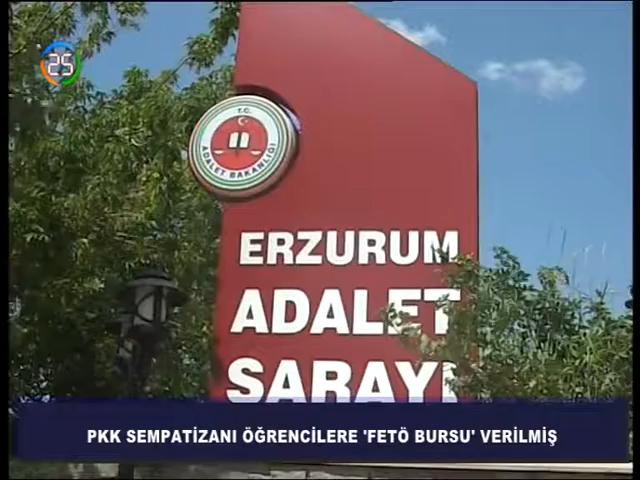 25
T.C.
ADALET BAKANLIĞI
ERZURUM
ADALET
SARAYI
PKK SEMPATİZANI ÖĞRENCİLERE 'FETÖ BURSU' VERİLMİŞ